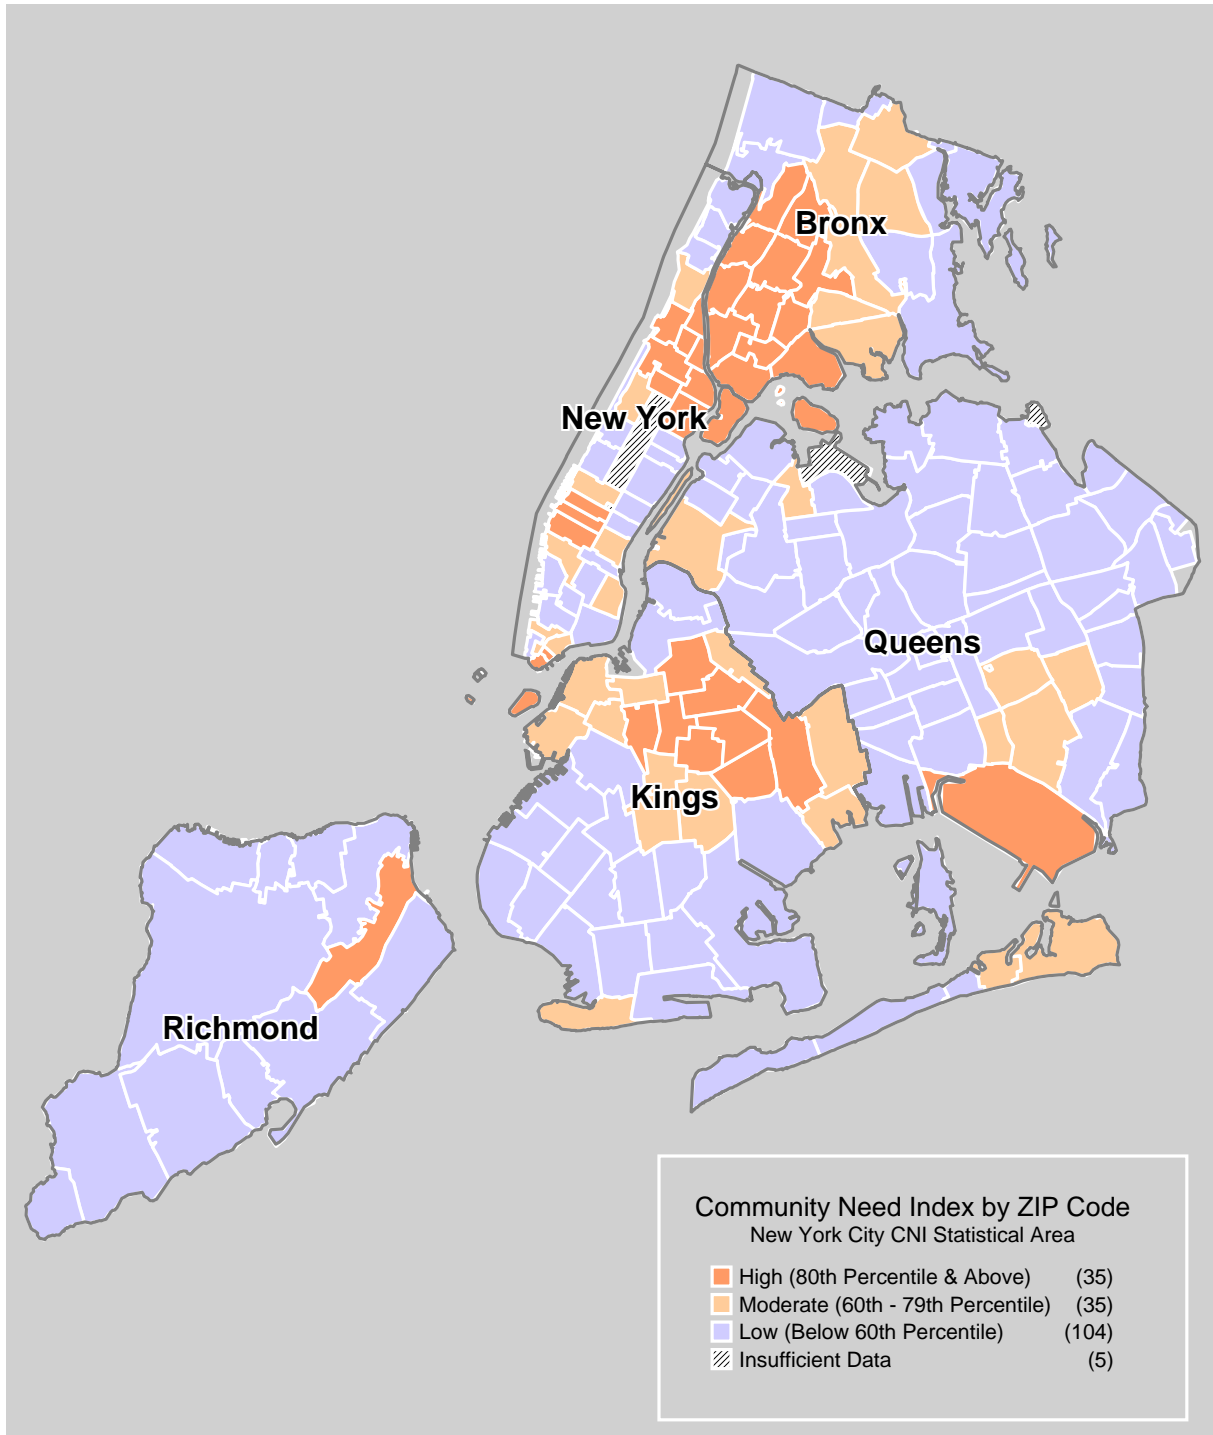 Bronx
New York
Queens
Kings
Richmond
Community Need Index by ZIP Code
New York City CNI Statistical Area
High (80th Percentile & Above) (35)
Moderate (60th - 79th Percentile) (35)
Low (Below 60th Percentile) (104)
Insufficient Data (5)